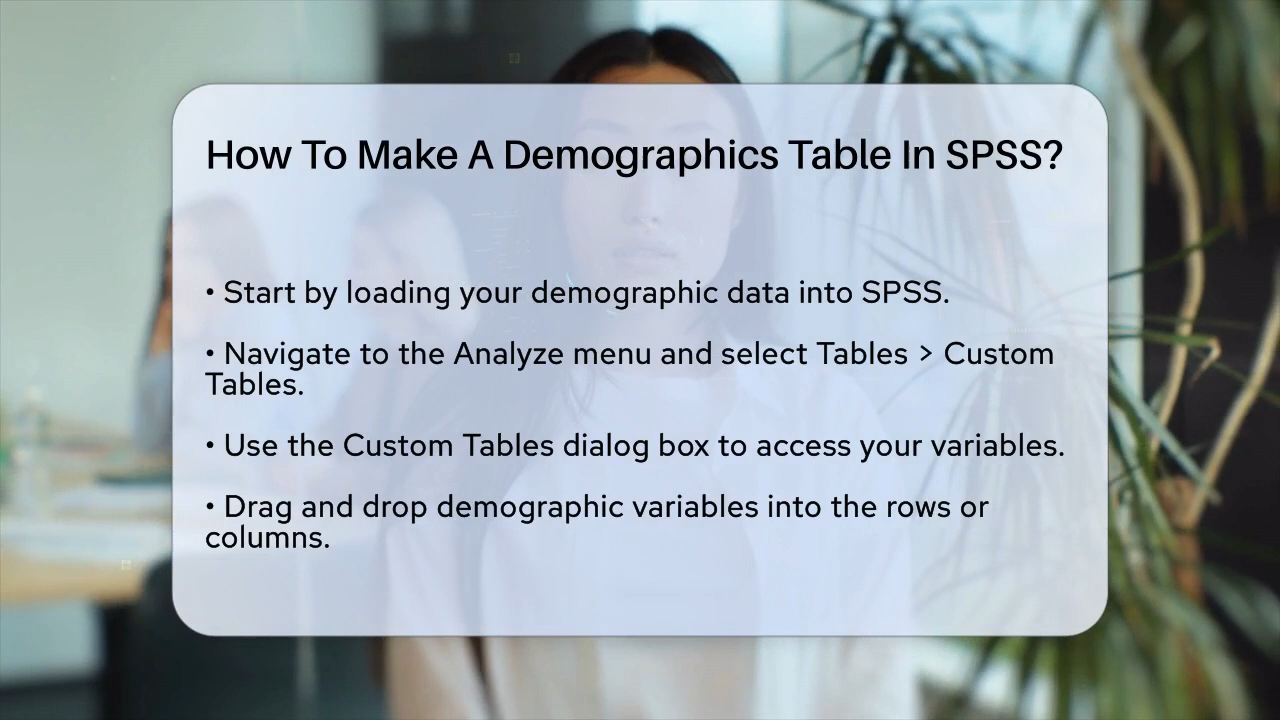 How To Make A Demographics Table In SPSS?
• Start by loading your demographic data into SPSS.
• Navigate to the Analyze menu and select Tables > Custom
Tables.
• Use the Custom Tables dialog box to access your variables.
• Drag and drop demographic variables into the rows or
columns.